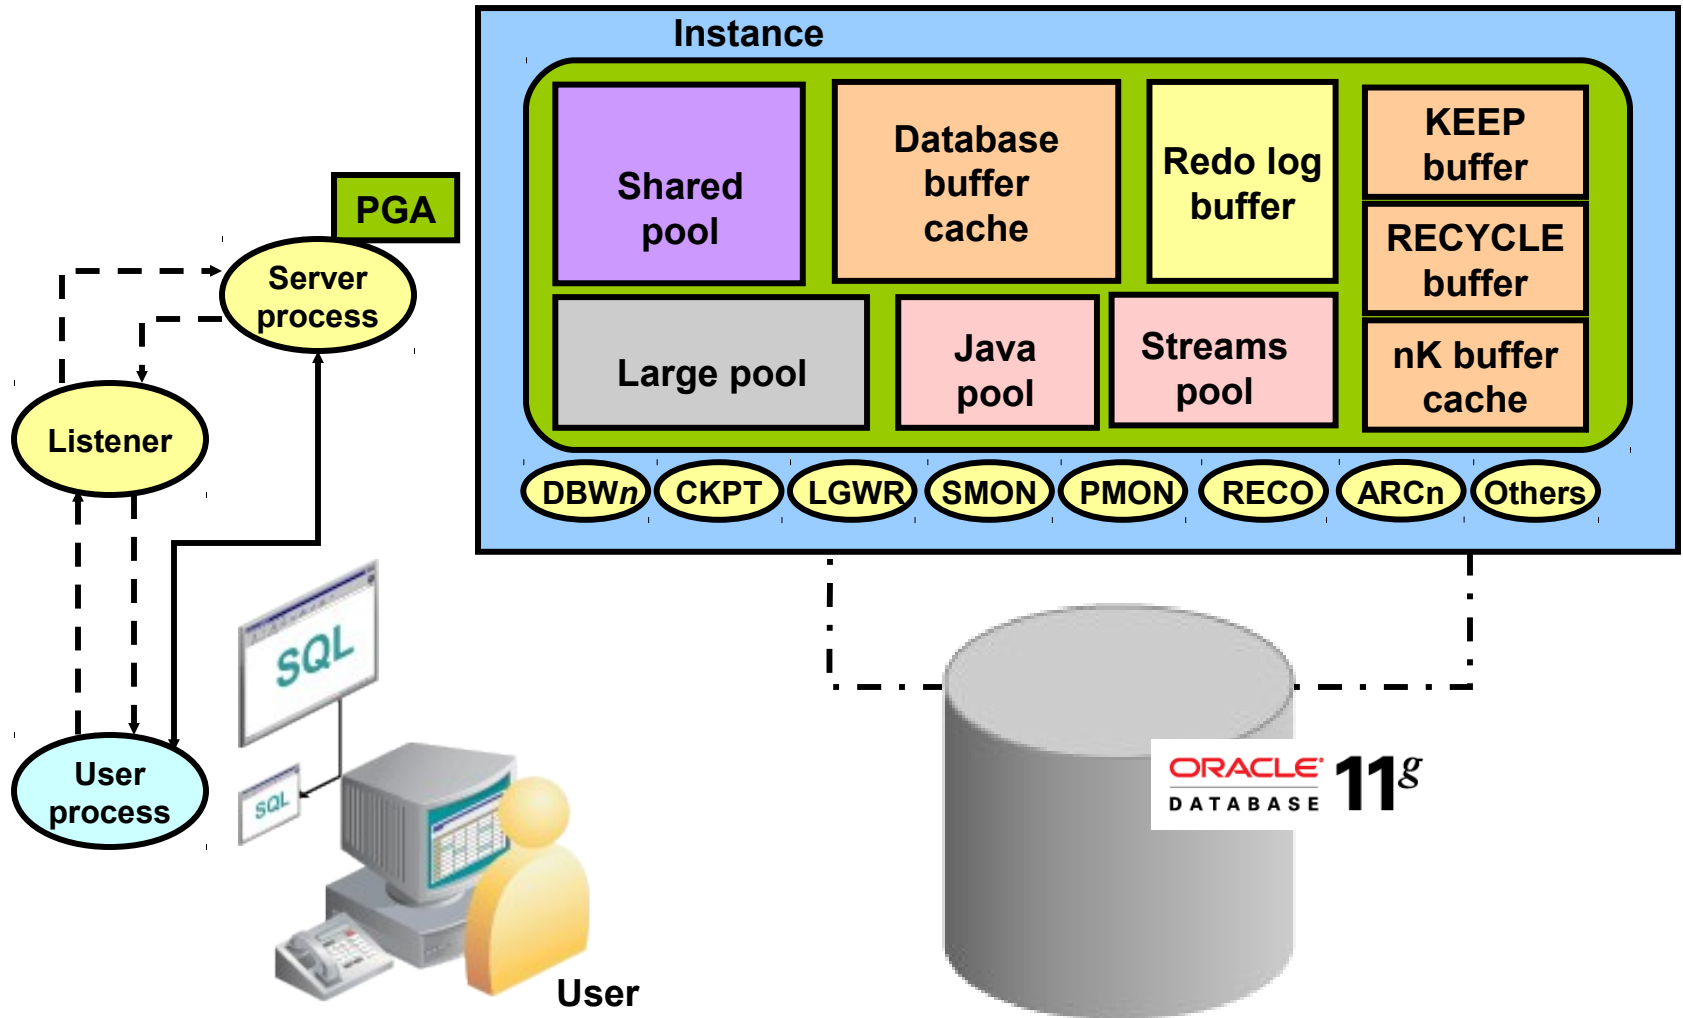 Instance
Shared
pool
Database
buffer
cache
Redo log
buffer
KEEP
buffer
RECYCLE
buffer
nK buffer
cache
Large pool
Java
pool
Streams
pool
DBWn
CKPT
LGWR
SMON
PMON
RECO
ARCn
Others
PGA
Server
process
Listener
User
process
SQL
SQL
User
ORACLE
DATABASE
11g